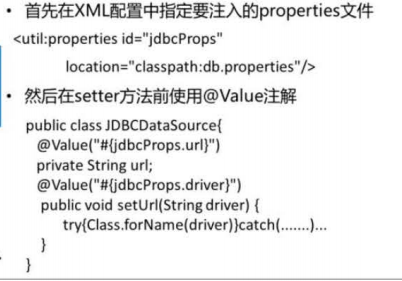 • 首先在XML配置中指定要注入的properties文件
<util:properties id="jdbcProps"
location="classpath:db.properties"/>
• 然后在setter方法前使用@Value注解
public class JDBCDataSource{
@Value("#{jdbcProps.url}")
private String url;
@Value("#{jdbcProps.driver}")
public void setUrl(String driver) {
try{Class.forName(driver)}catch(.......)...
}
}